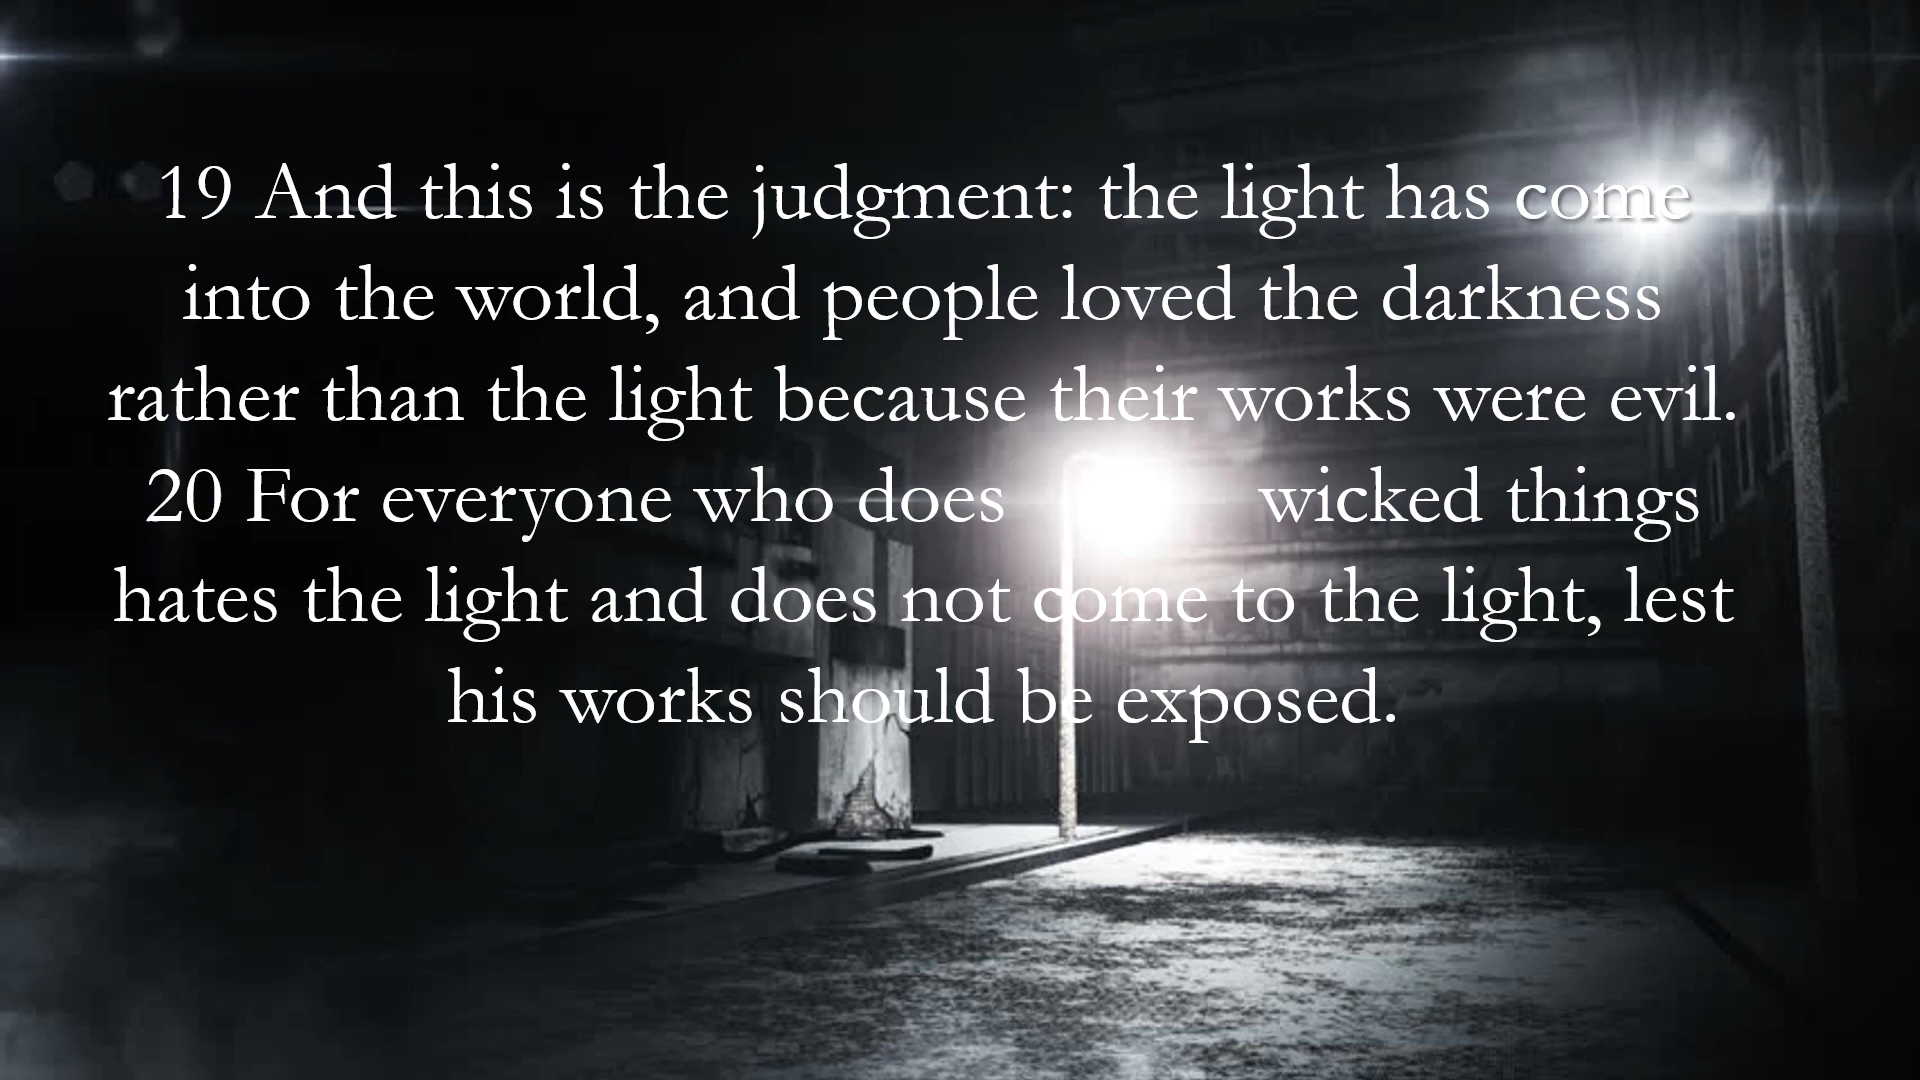 19 And this is the judgment: the light has come
into the world, and people loved the darkness
rather than the light because their works were evil.
20 For everyone who does wicked things
hates the light and does not come to the light, lest
his works should be exposed.